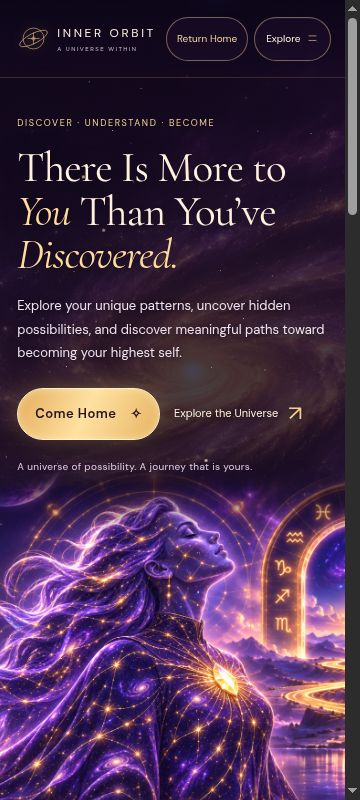 INNER ORBIT
A UNIVERSE WITHIN
Return Home
Explore
DISCOVER · UNDERSTAND · BECOME
There Is More to
You Than You’ve
Discovered.
Explore your unique patterns, uncover hidden
possibilities, and discover meaningful paths toward
becoming your highest self.
Come Home
Explore the Universe
A universe of possibility. A journey that is yours.
♓
♒
♑
♐
♏